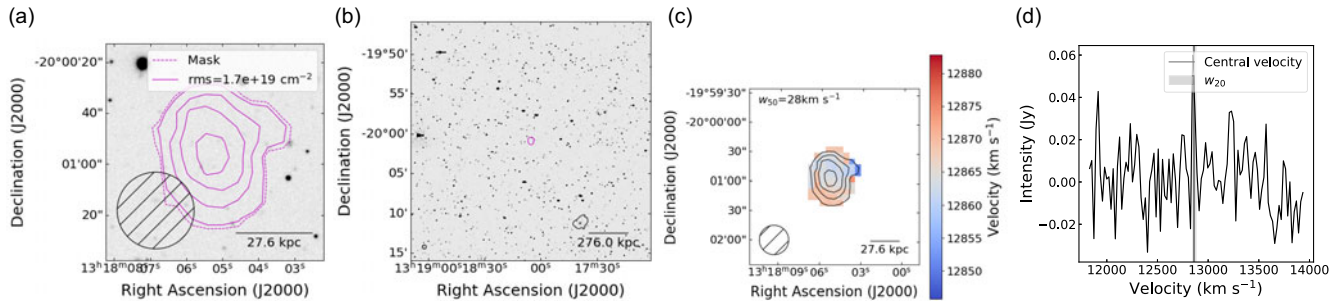 (a)
Mask
rms=1.7e+19 cm⁻²
-20°00'20"
40"
01'00"
20"
27.6 kpc
13ʰ18ᵐ08ˢ
07ˢ
06ˢ
05ˢ
04ˢ
03ˢ
Right Ascension (J2000)
Declination (J2000)
(b)
-19°50'
55'
-20°00'
05'
10'
15'
276.0 kpc
13ʰ19ᵐ00ˢ
18ᵐ30ˢ
00ˢ
17ᵐ30ˢ
Right Ascension (J2000)
Declination (J2000)
(c)
w₅₀=28km s⁻¹
-19°59'30"
-20°00'00"
30"
01'00"
30"
02'00"
27.6 kpc
13ʰ18ᵐ09ˢ
06ˢ
03ˢ
00ˢ
Right Ascension (J2000)
Declination (J2000)
12880
12875
12870
12865
12860
12855
12850
Velocity (km s⁻¹)
(d)
Central velocity
w₂₀
0.06
0.04
0.02
0.00
−0.02
Intensity (Jy)
12000
12500
13000
13500
14000
Velocity (km s⁻¹)